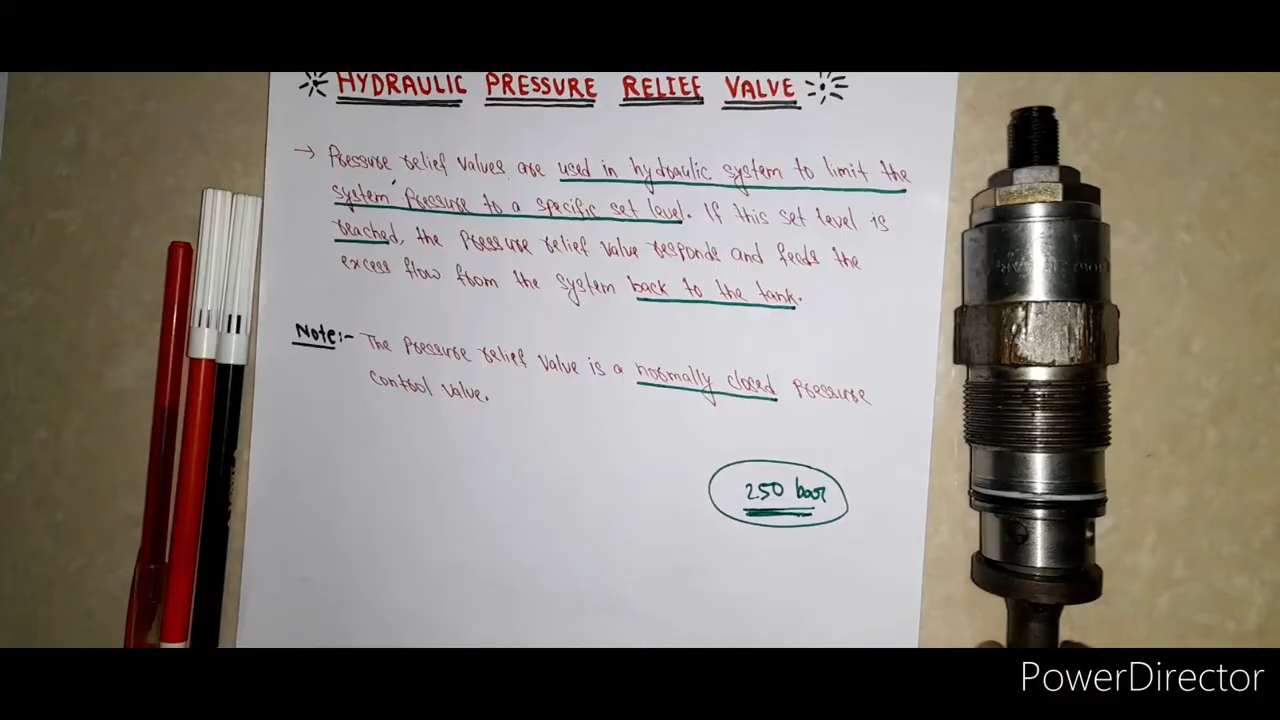 HYDRAULIC PRESSURE RELIEF VALVE
→ Pressure relief valves are used in hydraulic system to limit the
system pressure to a specific set level. If this set level is
reached, the pressure relief valve responds and feeds the
excess flow from the system back to the tank.
Note:- The pressure relief valve is a normally closed pressure
control valve.
250 bar
PowerDirector